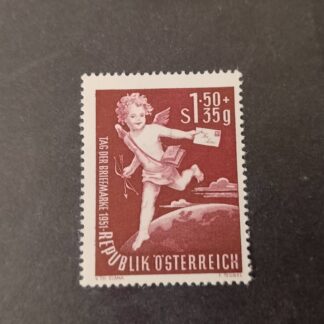 1·50+
S 35g
TAG DER BRIEFMARKE 1951·
REPUBLIK ÖSTERREICH